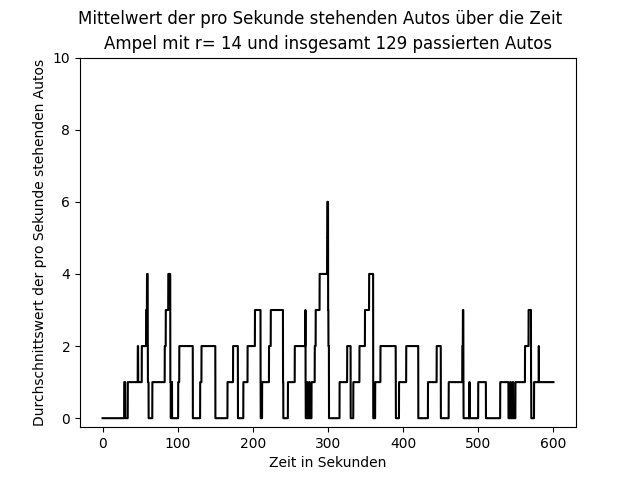 Mittelwert der pro Sekunde stehenden Autos über die Zeit
Ampel mit r= 14 und insgesamt 129 passierten Autos
Durchschnittswert der pro Sekunde stehenden Autos
10
8
6
4
2
0
0 100 200 300 400 500 600
Zeit in Sekunden